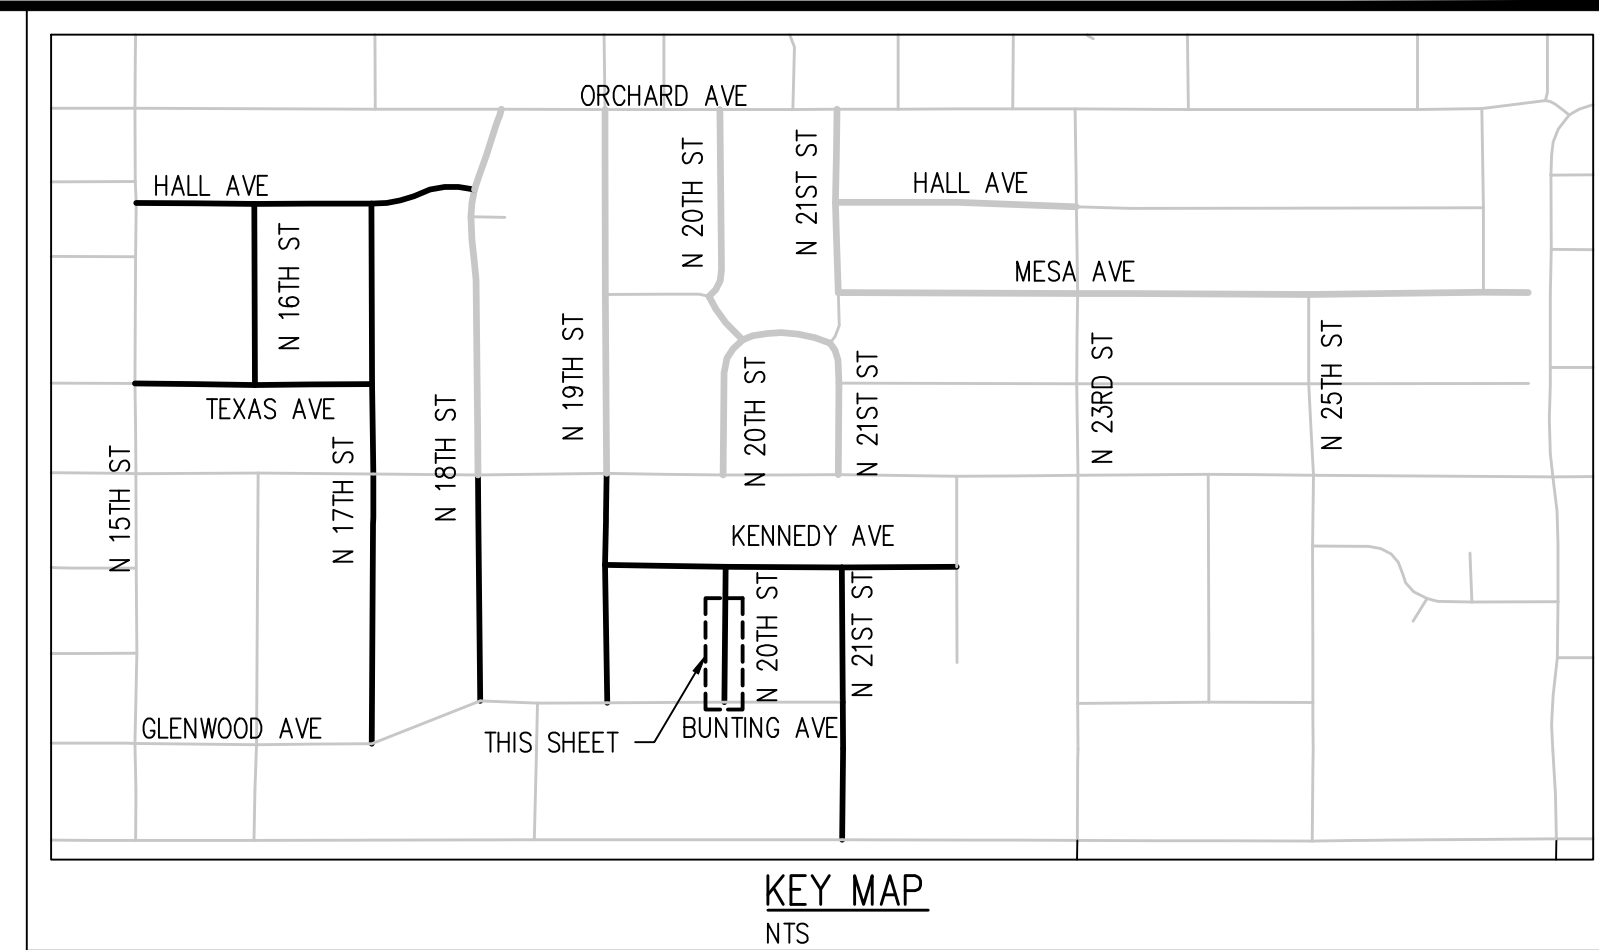 ORCHARD AVE
HALL AVE
N 16TH ST
TEXAS AVE
N 15TH ST
N 17TH ST
N 18TH ST
N 19TH ST
N 20TH ST
N 21ST ST
HALL AVE
MESA AVE
N 20TH ST
N 21ST ST
N 23RD ST
N 25TH ST
KENNEDY AVE
N 20TH ST
N 21ST ST
GLENWOOD AVE
THIS SHEET
BUNTING AVE
KEY MAP
NTS